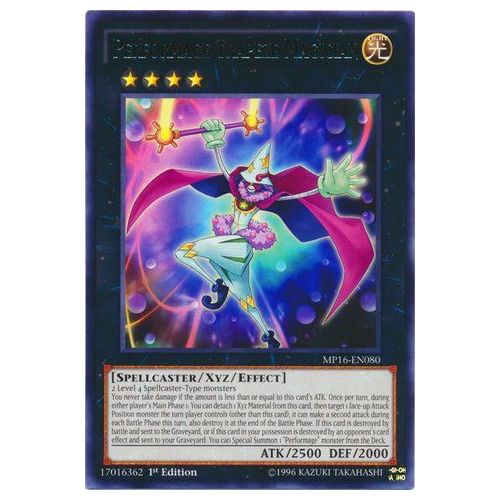 PERFORMAGE TRAPEZE MAGICIAN
LIGHT
光
MP16-EN080
[SPELLCASTER/XYZ/EFFECT]
2 Level 4 Spellcaster-Type monsters
You never take damage if the amount is less than or equal to this card's ATK. Once per turn, during
either player's Main Phase 1: You can detach 1 Xyz Material from this card, then target 1 face-up Attack
Position monster the turn player controls (other than this card); it can make a second attack during
each Battle Phase this turn, also destroy it at the end of the Battle Phase. If this card is destroyed by
battle and sent to the Graveyard, or if this card in your possession is destroyed by an opponent's card
effect and sent to your Graveyard: You can Special Summon 1 "Performage" monster from the Deck.
ATK/2500 DEF/2000
17016362 1st Edition ©1996 KAZUKI TAKAHASHI